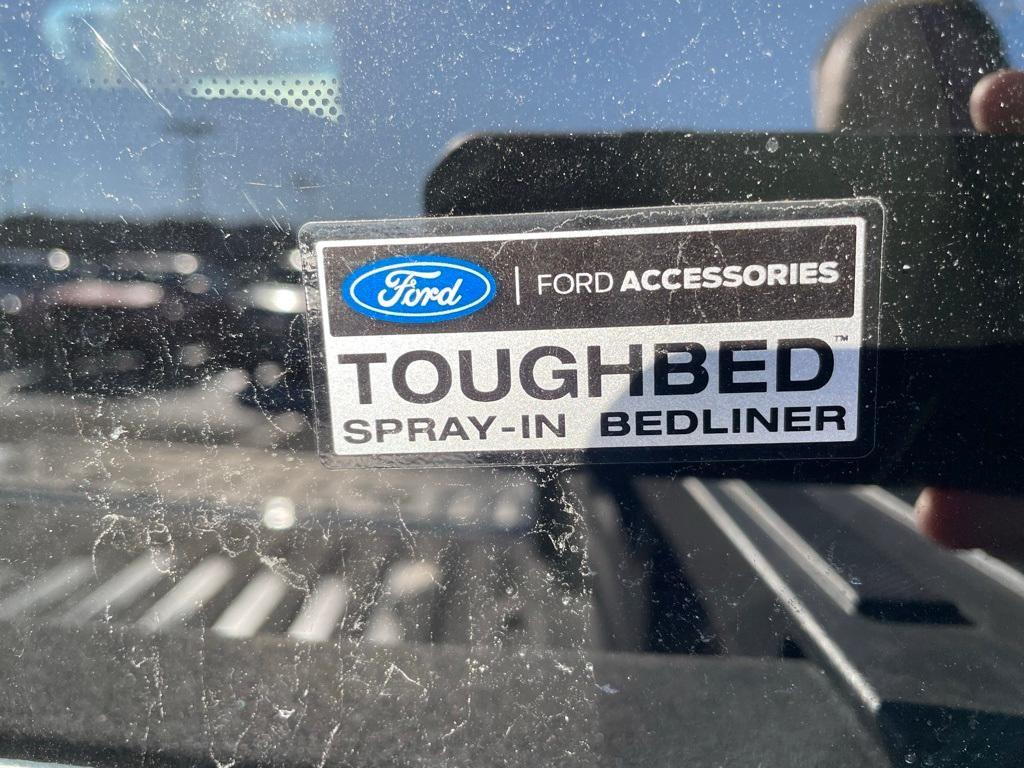 Ford | FORD ACCESSORIES
TOUGHBED™
SPRAY-IN BEDLINER